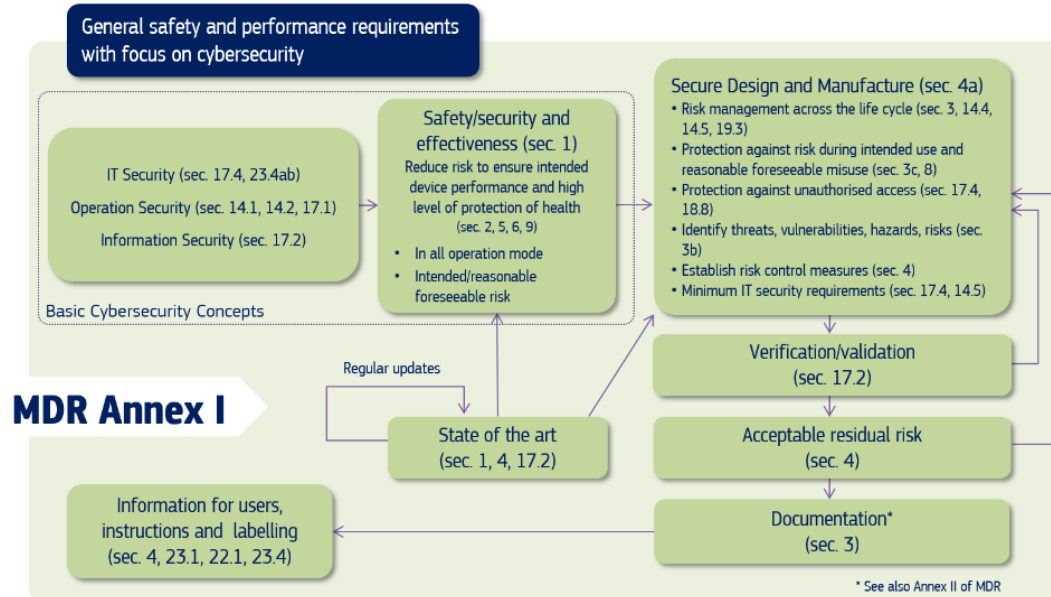 General safety and performance requirements
with focus on cybersecurity
IT Security (sec. 17.4, 23.4ab)
Operation Security (sec. 14.1, 14.2, 17.1)
Information Security (sec. 17.2)
Basic Cybersecurity Concepts
Safety/security and
effectiveness (sec. 1)
Reduce risk to ensure intended
device performance and high
level of protection of health
(sec. 2, 5, 6, 9)
• In all operation mode
• Intended/reasonable
foreseeable risk
Secure Design and Manufacture (sec. 4a)
• Risk management across the life cycle (sec. 3, 14.4,
14.5, 19.3)
• Protection against risk during intended use and
reasonable foreseeable misuse (sec. 3c, 8)
• Protection against unauthorised access (sec. 17.4,
18.8)
• Identify threats, vulnerabilities, hazards, risks (sec.
3b)
• Establish risk control measures (sec. 4)
• Minimum IT security requirements (sec. 17.4, 14.5)
Verification/validation
(sec. 17.2)
Regular updates
MDR Annex I
State of the art
(sec. 1, 4, 17.2)
Acceptable residual risk
(sec. 4)
Information for users,
instructions and labelling
(sec. 4, 23.1, 22.1, 23.4)
Documentation*
(sec. 3)
* See also Annex II of MDR